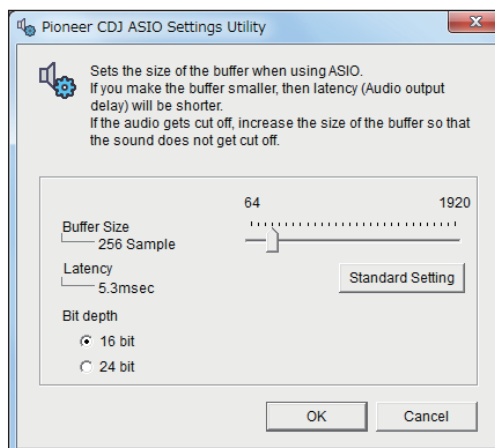 Pioneer CDJ ASIO Settings Utility
Sets the size of the buffer when using ASIO.
If you make the buffer smaller, then latency (Audio output
delay) will be shorter.
If the audio gets cut off, increase the size of the buffer so that
the sound does not get cut off.
64 1920
Buffer Size
256 Sample
Latency
5.3msec
Standard Setting
Bit depth
16 bit
24 bit
OK Cancel